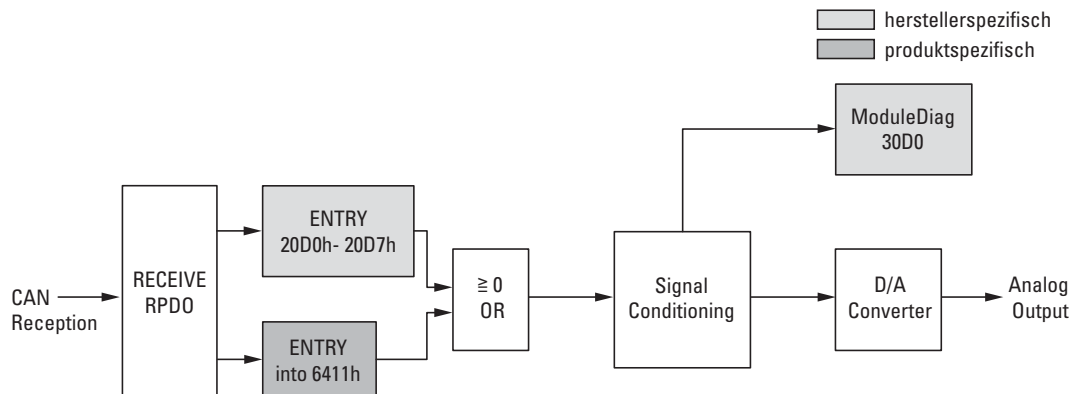 herstellerspezifisch
produktspezifisch
ModuleDiag
30D0
ENTRY
20D0h- 20D7h
CAN
Reception
RECEIVE
RPDO
≧ 0
OR
Signal
Conditioning
D/A
Converter
Analog
Output
ENTRY
into 6411h